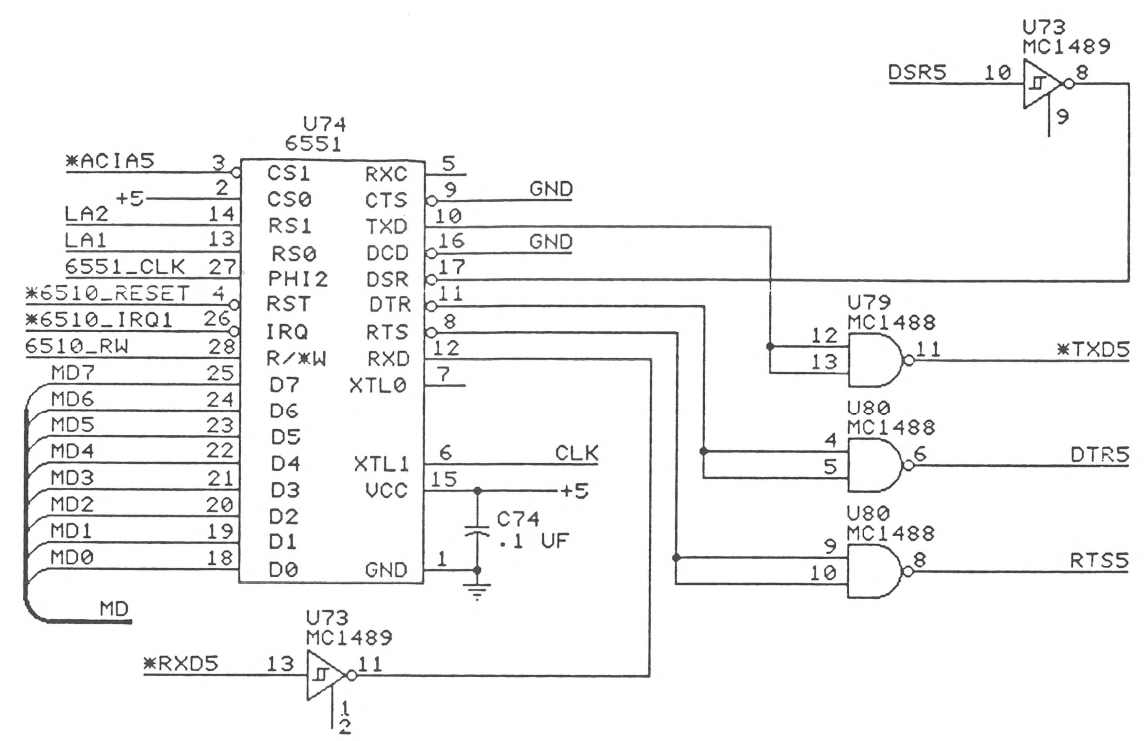 U73
MC1489
DSR5 10 8
9
U74
6551
*ACIA5 3 CS1 RXC 5
+5 2 CS0 CTS 9 GND
LA2 14 RS1 TXD 10
LA1 13 RS0 DCD 16 GND
6551_CLK 27 PHI2 DSR 17
*6510_RESET 4 RST DTR 11
*6510_IRQ1 26 IRQ RTS 8
6510_RW 28 R/*W RXD 12
MD7 25 D7 XTL0 7
MD6 24 D6
MD5 23 D5
MD4 22 D4 XTL1 6 CLK
MD3 21 D3 VCC 15 +5
MD2 20 D2
MD1 19 D1
MD0 18 D0 GND 1
MD
C74
.1 UF
U79
MC1488
12
13
11 *TXD5
U80
MC1488
4
5
6 DTR5
U80
MC1488
9
10
8 RTS5
U73
MC1489
*RXD5 13 11
12